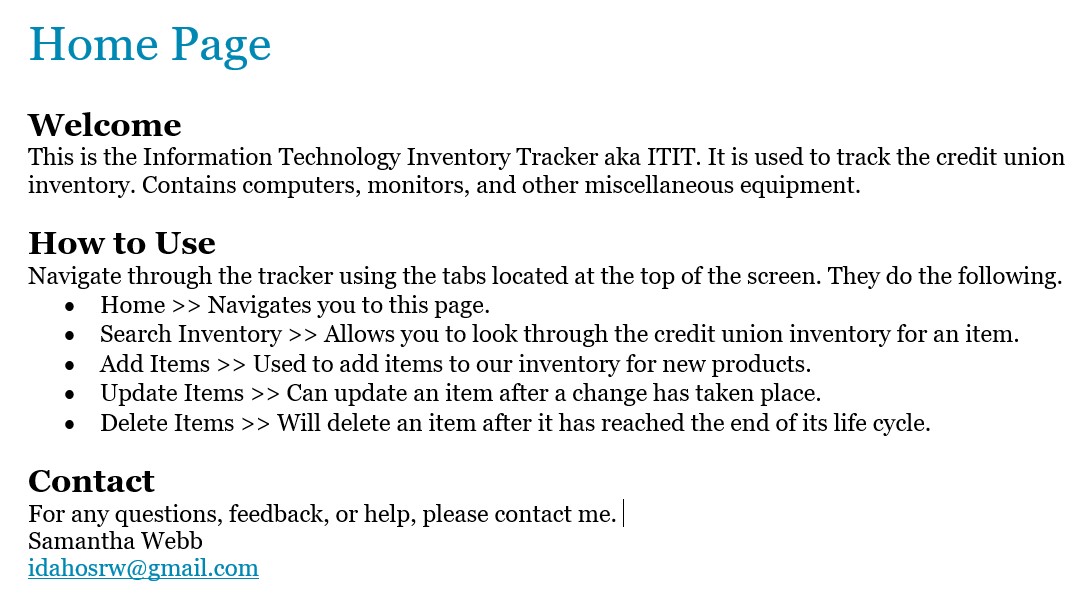 Home Page
Welcome
This is the Information Technology Inventory Tracker aka ITIT. It is used to track the credit union
inventory. Contains computers, monitors, and other miscellaneous equipment.
How to Use
Navigate through the tracker using the tabs located at the top of the screen. They do the following.
• Home >> Navigates you to this page.
• Search Inventory >> Allows you to look through the credit union inventory for an item.
• Add Items >> Used to add items to our inventory for new products.
• Update Items >> Can update an item after a change has taken place.
• Delete Items >> Will delete an item after it has reached the end of its life cycle.
Contact
For any questions, feedback, or help, please contact me.
Samantha Webb
idahosrw@gmail.com